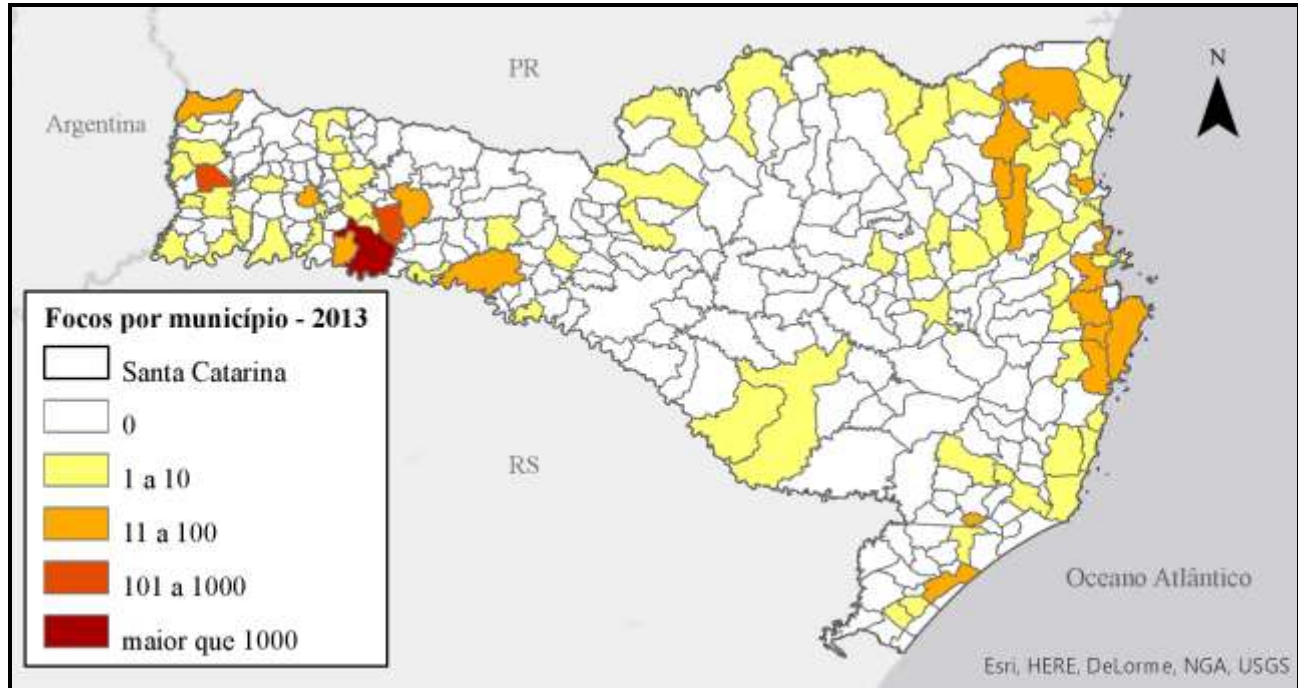 PR
N
Argentina
Focos por município - 2013
Santa Catarina
0
1 a 10
11 a 100
101 a 1000
maior que 1000
RS
Oceano Atlântico
Esri, HERE, DeLorme, NGA, USGS